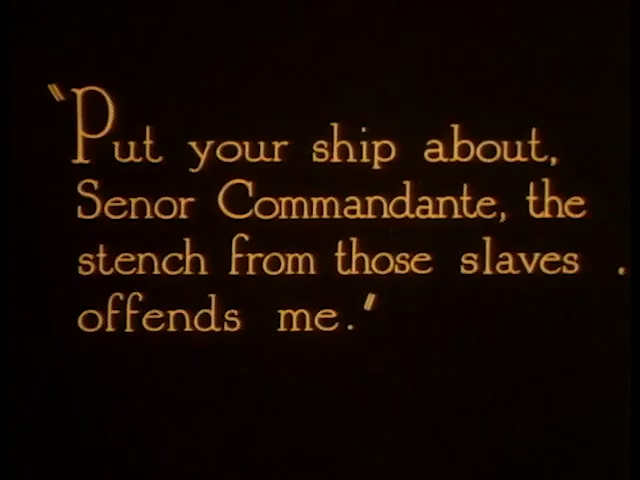 "Put your ship about,
Senor Commandante, the
stench from those slaves .
offends me."